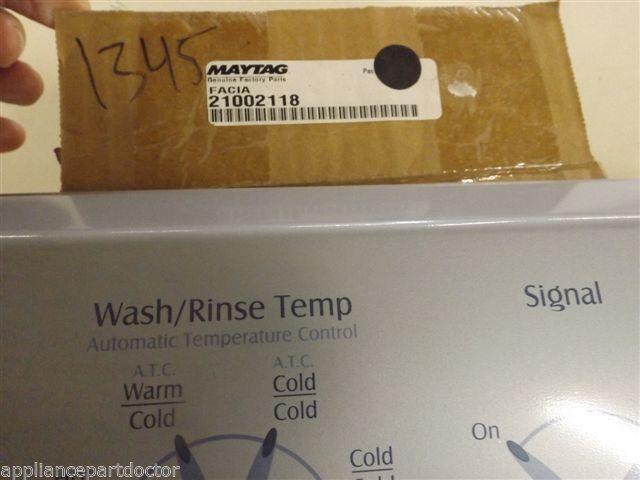 1345
MAYTAG
Genuine Factory Parts
FACIA
21002118
Wash/Rinse Temp
Signal
Automatic Temperature Control
A.T.C. A.T.C.
Warm Cold
Cold Cold
On
Cold
appliancepartdoctor